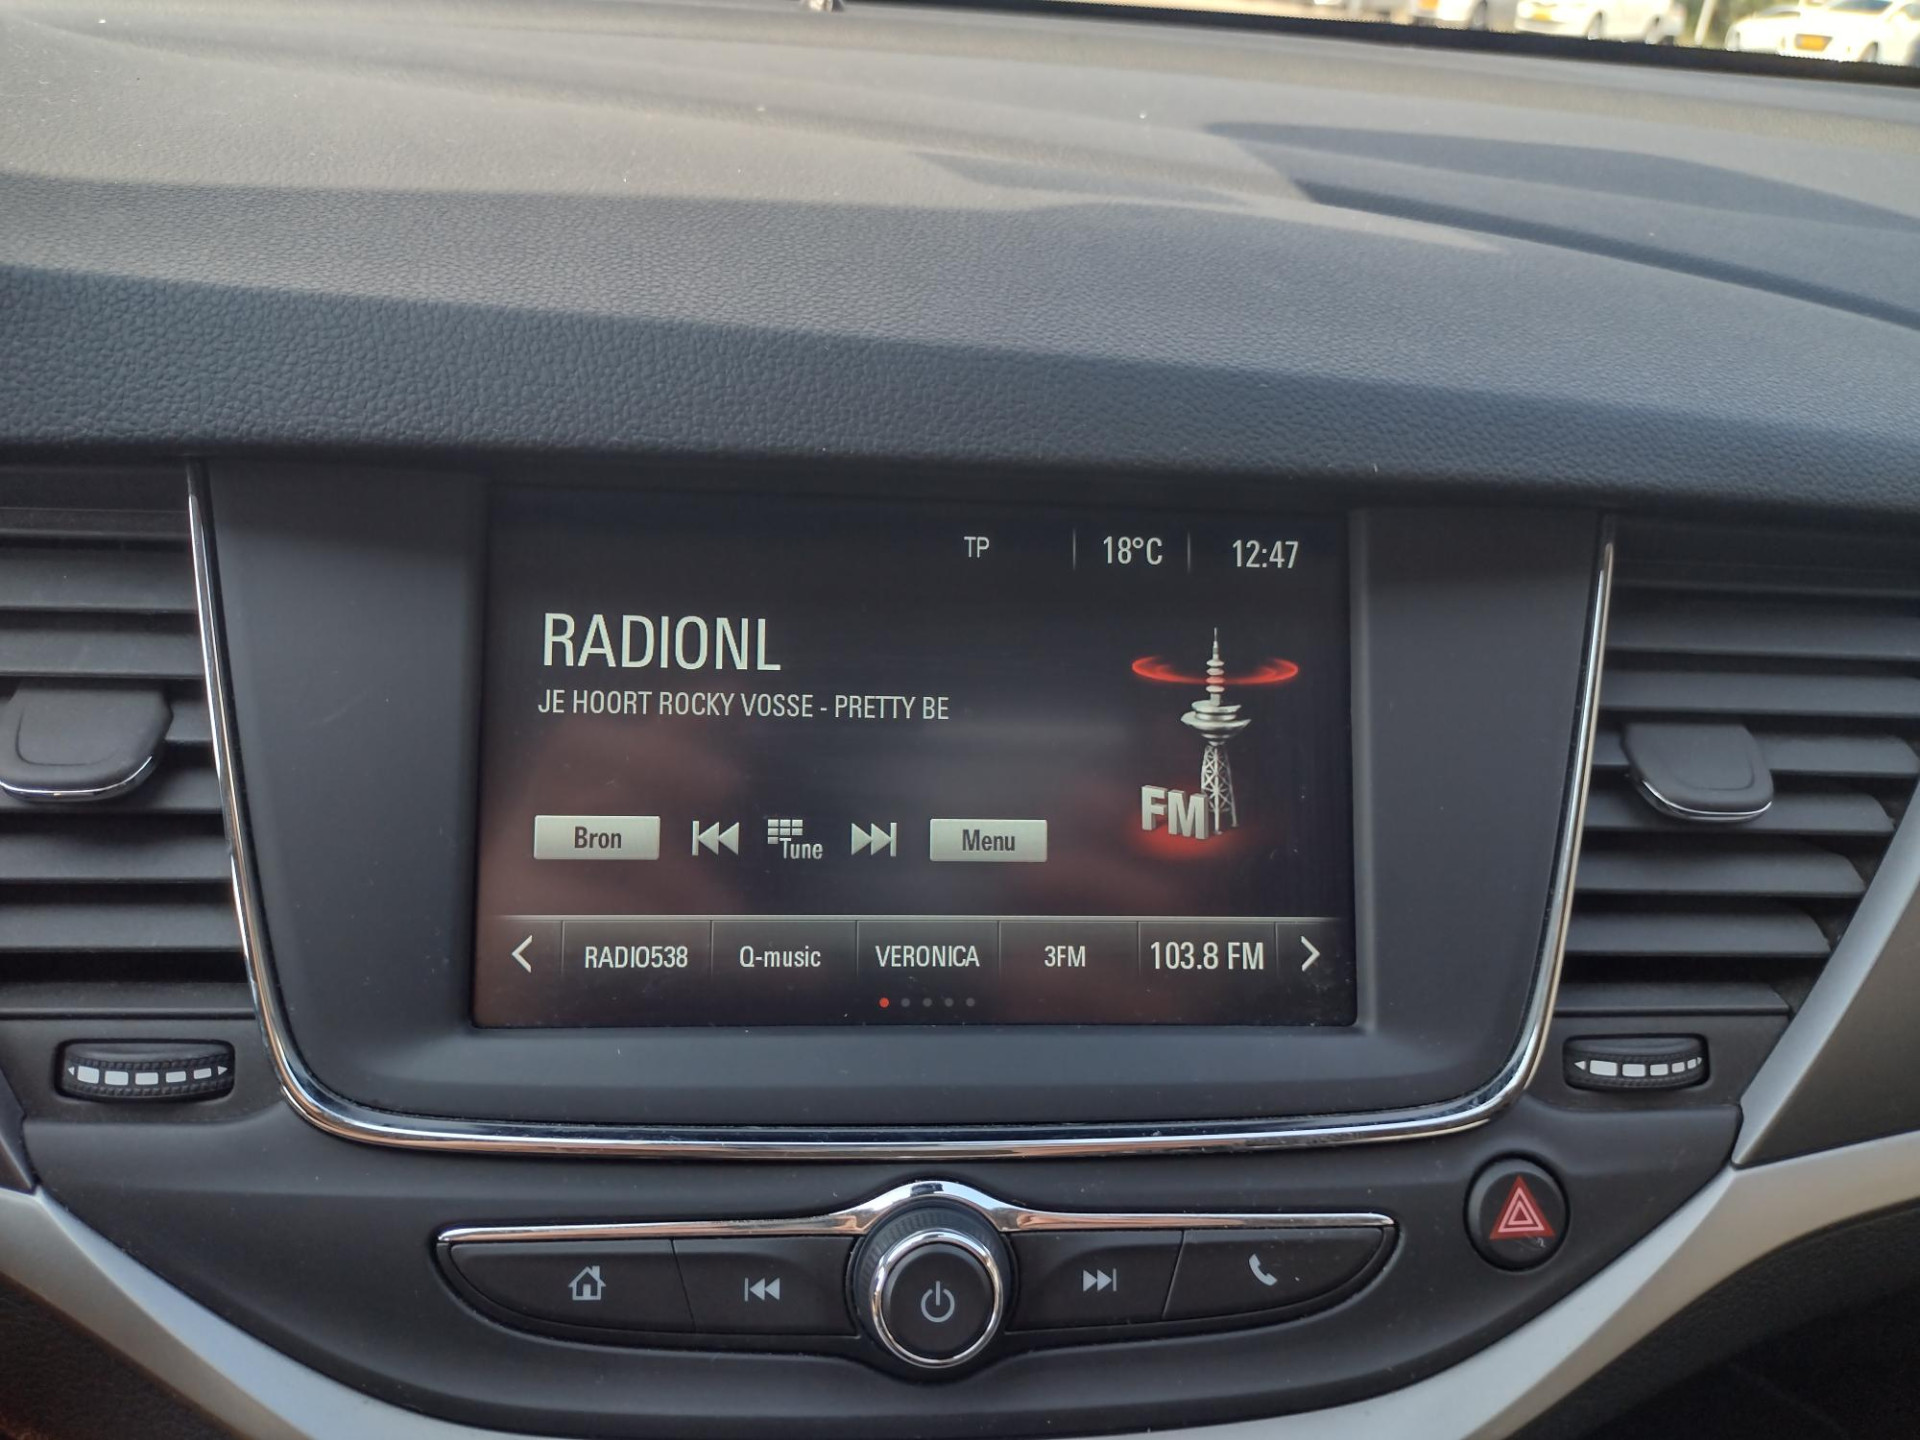 TP 18°C 12:47
RADIONL
JE HOORT ROCKY VOSSE - PRETTY BE
FM
Bron Tune Menu
RADIO538 Q-music VERONICA 3FM 103.8 FM